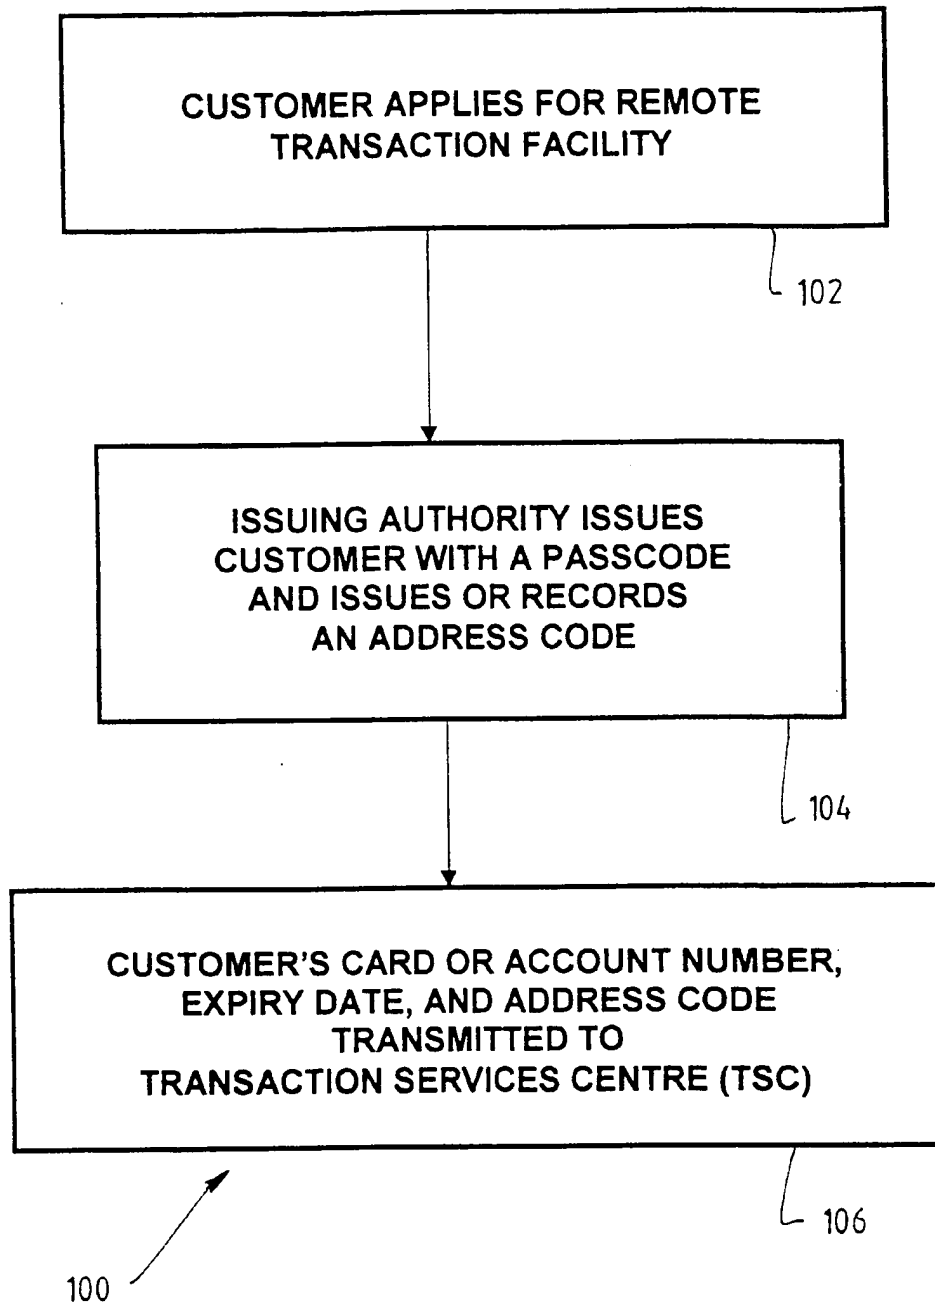 CUSTOMER APPLIES FOR REMOTE
TRANSACTION FACILITY
102
ISSUING AUTHORITY ISSUES
CUSTOMER WITH A PASSCODE
AND ISSUES OR RECORDS
AN ADDRESS CODE
104
CUSTOMER'S CARD OR ACCOUNT NUMBER,
EXPIRY DATE, AND ADDRESS CODE
TRANSMITTED TO
TRANSACTION SERVICES CENTRE (TSC)
106
100